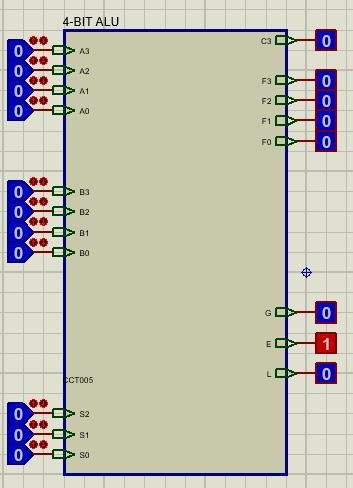 4-BIT ALU
0 A3 C3 0
0 A2
0 A1 F3 0
0 A0 F2 0
F1 0
F0 0
0 B3
0 B2
0 B1
0 B0
G 0
E 1
L 0
CCT005
0 S2
0 S1
0 S0